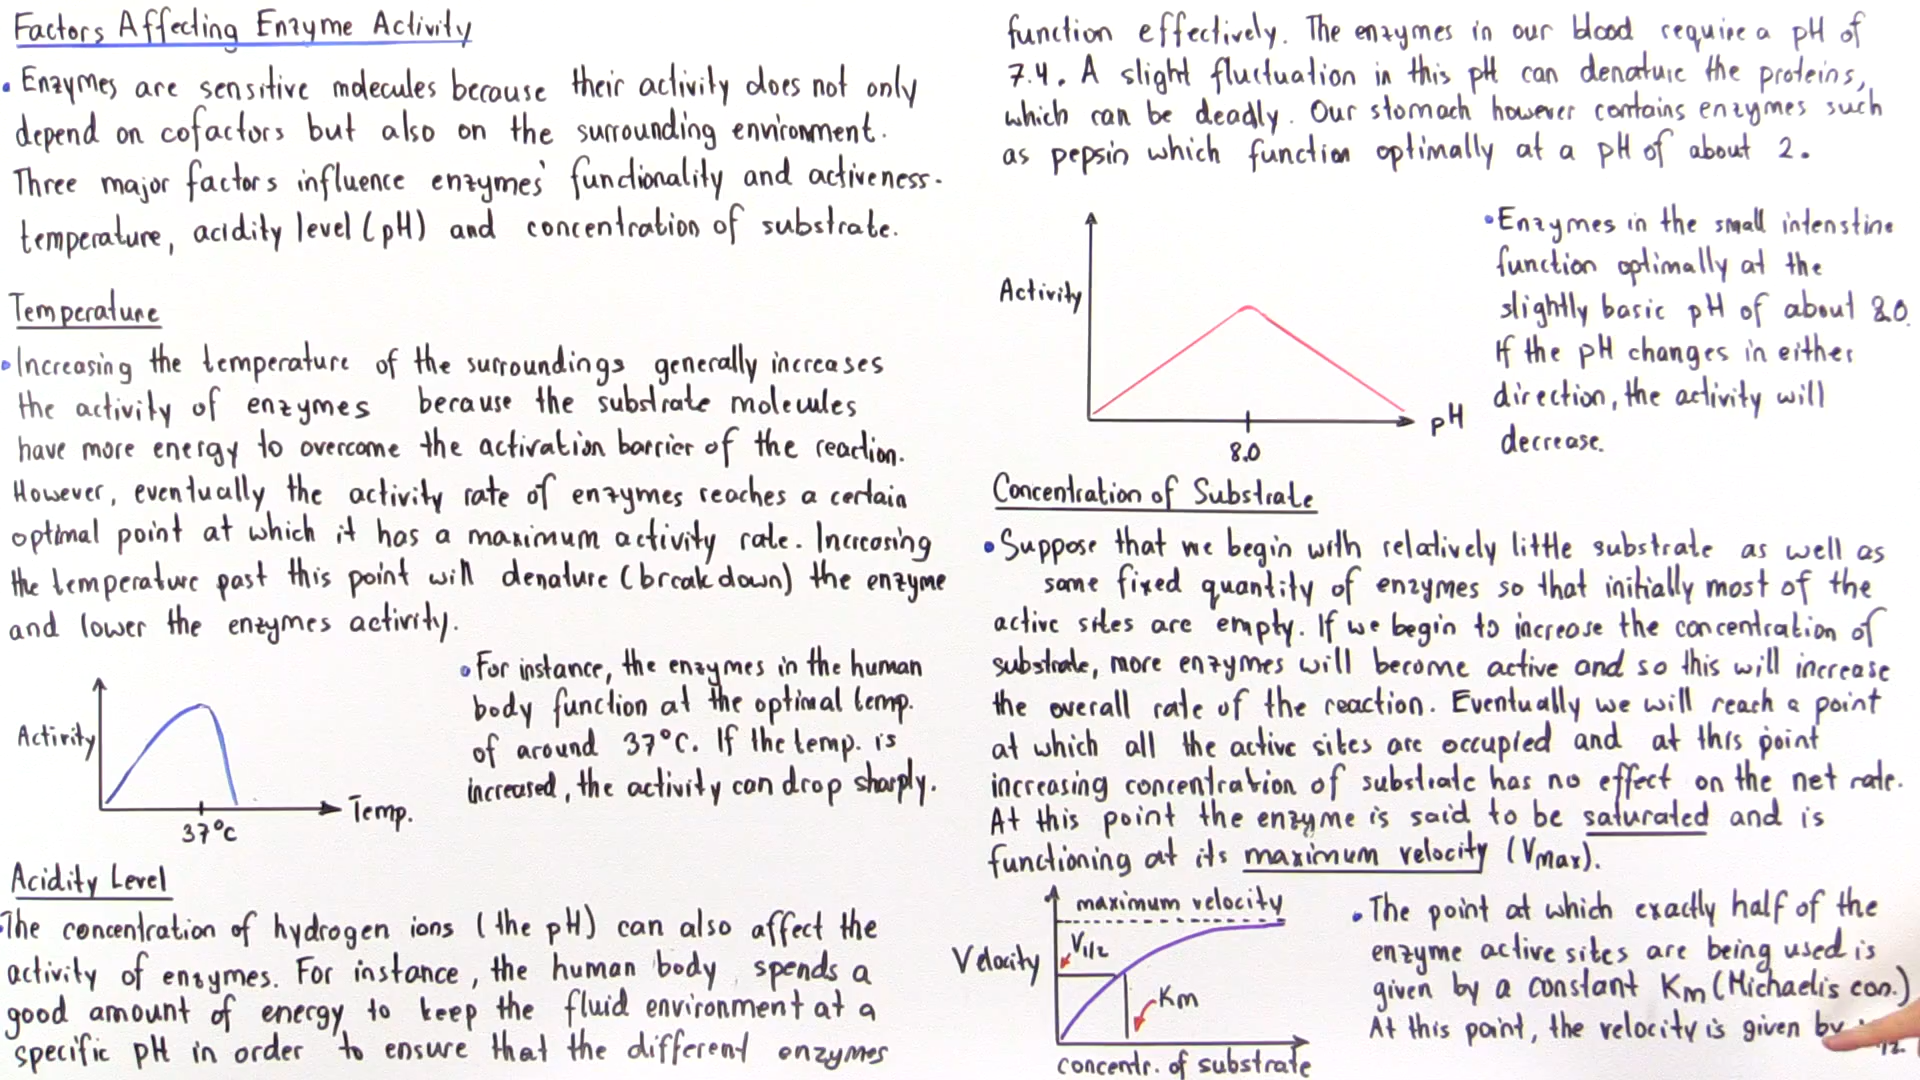 Factors Affecting Enzyme Activity
• Enzymes are sensitive molecules because their activity does not only
depend on cofactors but also on the surrounding environment.
Three major factors influence enzymes' functionality and activeness-
temperature, acidity level (pH) and concentration of substrate.
Temperature
• Increasing the temperature of the surroundings generally increases
the activity of enzymes because the substrate molecules
have more energy to overcome the activation barrier of the reaction.
However, eventually the activity rate of enzymes reaches a certain
optimal point at which it has a maximum activity rate. Increasing
the temperature past this point will denature (breakdown) the enzyme
and lower the enzymes activity.
Activity
37°C
Temp.
• For instance, the enzymes in the human
body function at the optimal temp.
of around 37°C. If the temp. is
increased, the activity can drop sharply.
Acidity Level
• The concentration of hydrogen ions (the pH) can also affect the
activity of enzymes. For instance, the human body spends a
good amount of energy to keep the fluid environment at a
specific pH in order to ensure that the different enzymes
function effectively. The enzymes in our blood require a pH of
7.4. A slight fluctuation in this pH can denature the proteins,
which can be deadly. Our stomach however contains enzymes such
as pepsin which function optimally at a pH of about 2.
Activity
8.0
pH
• Enzymes in the small intenstine
function optimally at the
slightly basic pH of about 8.0.
If the pH changes in either
direction, the activity will
decrease.
Concentration of Substrate
• Suppose that we begin with relatively little substrate as well as
some fixed quantity of enzymes so that initially most of the
active sites are empty. If we begin to increase the concentration of
substrate, more enzymes will become active and so this will increase
the overall rate of the reaction. Eventually we will reach a point
at which all the active sites are occupied and at this point
increasing concentration of substrate has no effect on the net rate.
At this point the enzyme is said to be saturated and is
functioning at its maximum velocity (Vmax).
maximum velocity
Velocity
V1/2
Km
concentr. of substrate
• The point at which exactly half of the
enzyme active sites are being used is
given by a constant Km (Michaelis con.)
At this point, the velocity is given by